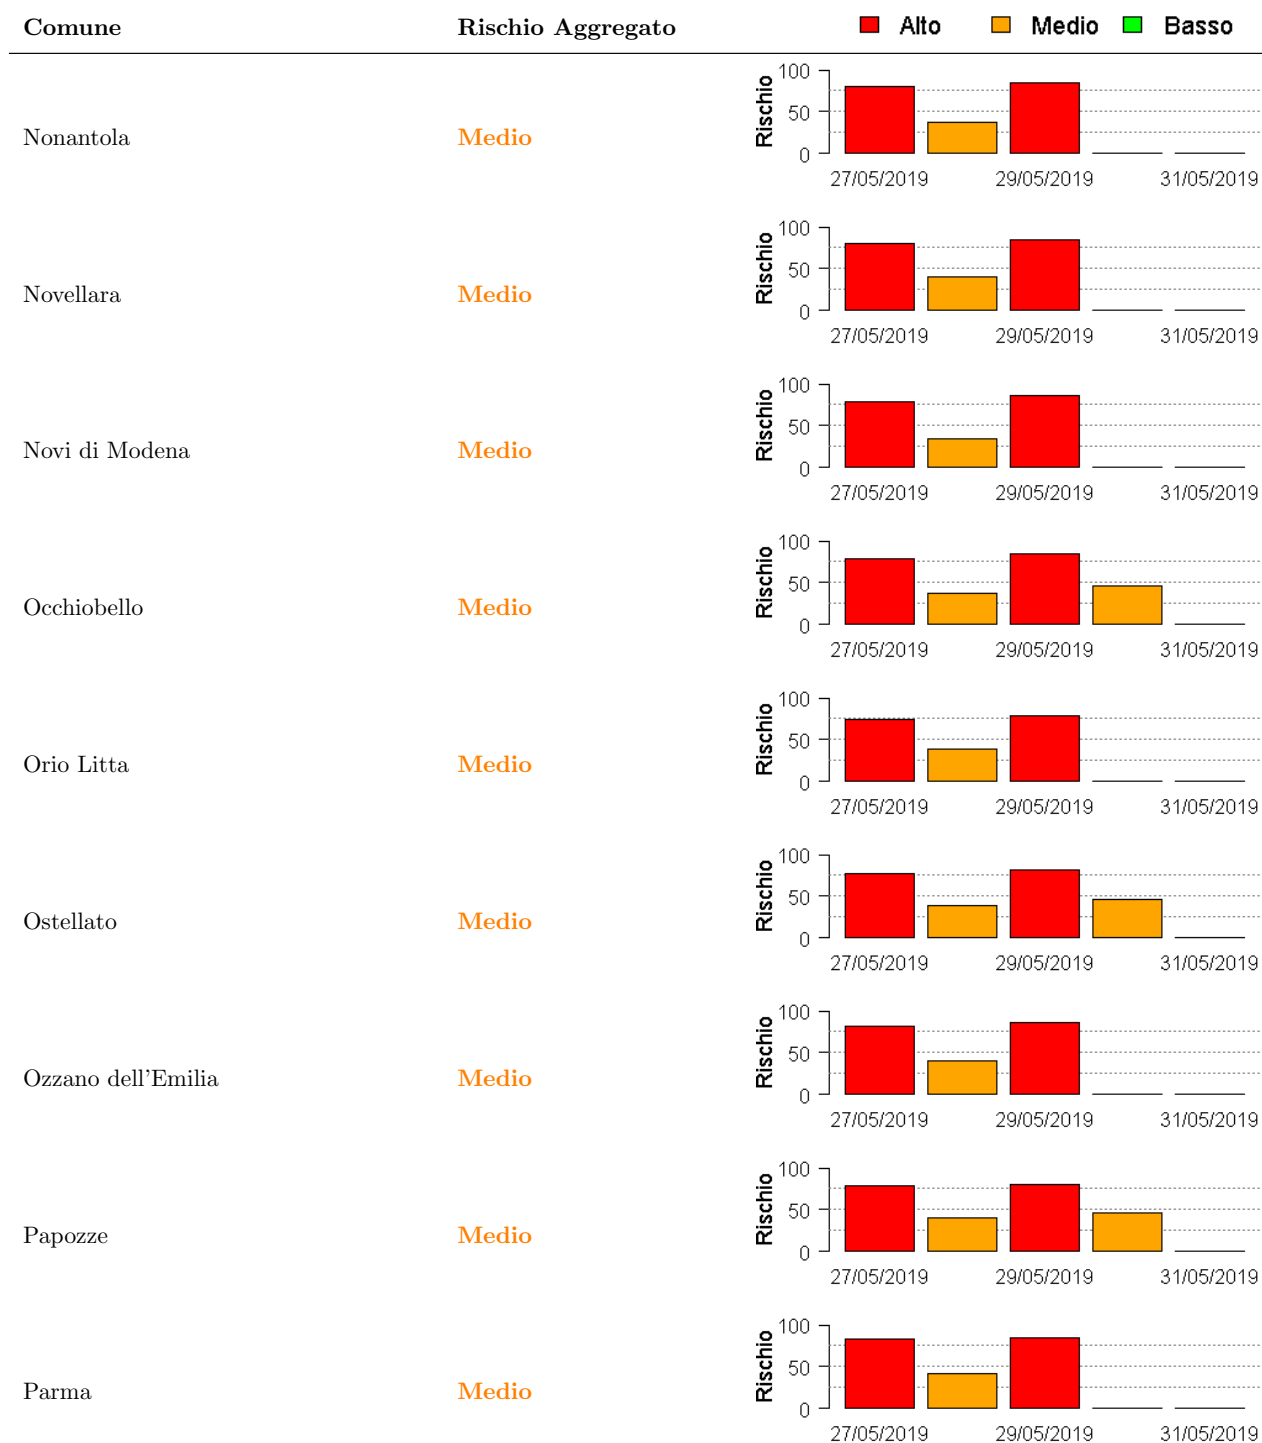 Comune Rischio Aggregato Alto Medio Basso
Nonantola Medio Rischio 100 50 0
27/05/2019 29/05/2019 31/05/2019
Novellara Medio Rischio 100 50 0
27/05/2019 29/05/2019 31/05/2019
Novi di Modena Medio Rischio 100 50 0
27/05/2019 29/05/2019 31/05/2019
Occhiobello Medio Rischio 100 50 0
27/05/2019 29/05/2019 31/05/2019
Orio Litta Medio Rischio 100 50 0
27/05/2019 29/05/2019 31/05/2019
Ostellato Medio Rischio 100 50 0
27/05/2019 29/05/2019 31/05/2019
Ozzano dell'Emilia Medio Rischio 100 50 0
27/05/2019 29/05/2019 31/05/2019
Papozze Medio Rischio 100 50 0
27/05/2019 29/05/2019 31/05/2019
Parma Medio Rischio 100 50 0
27/05/2019 29/05/2019 31/05/2019